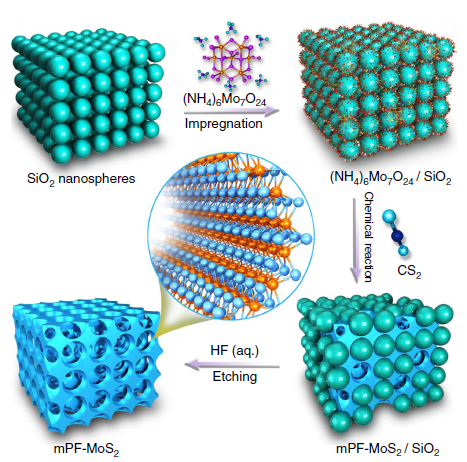 (NH₄)₆Mo₇O₂₄
Impregnation
SiO₂ nanospheres
(NH₄)₆Mo₇O₂₄ / SiO₂
Chemical reaction
CS₂
HF (aq.)
Etching
mPF-MoS₂
mPF-MoS₂ / SiO₂